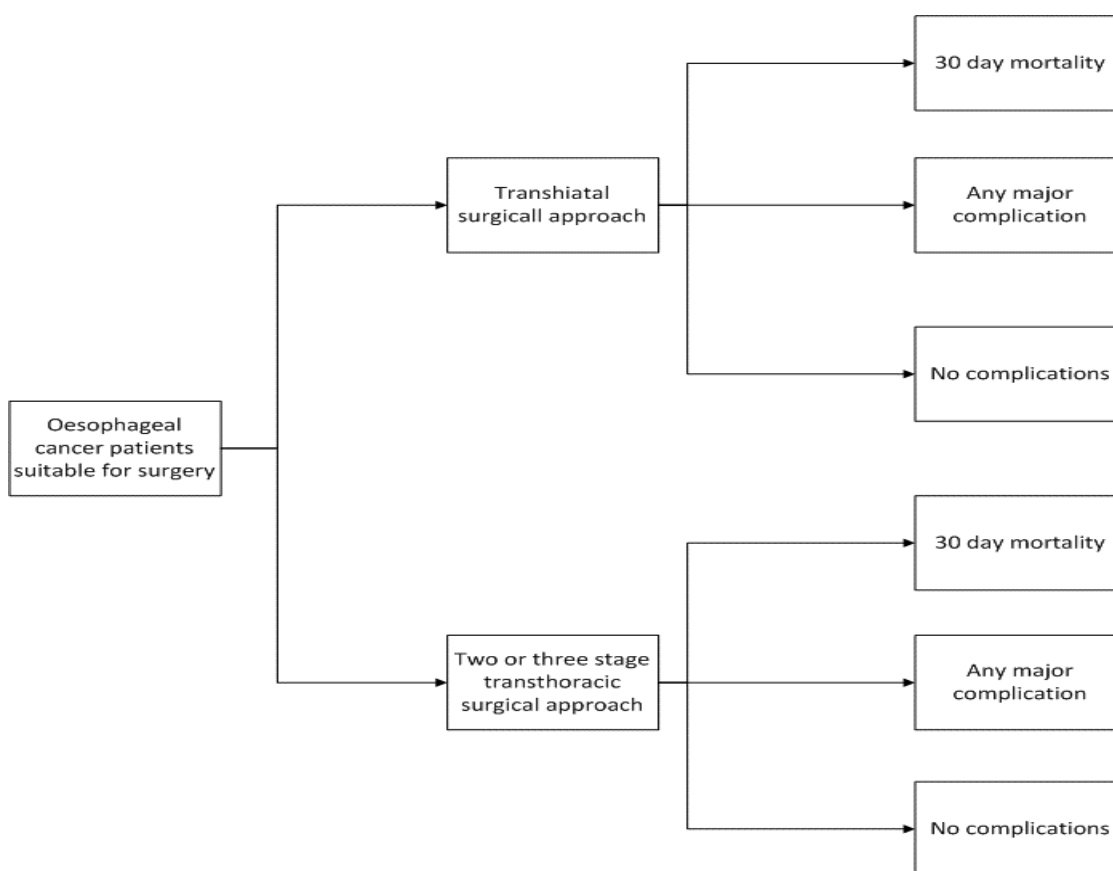 30 day mortality
Transhiatal
surgicall approach
Any major
complication
No complications
Oesophageal
cancer patients
suitable for surgery
30 day mortality
Two or three stage
transthoracic
surgical approach
Any major
complication
No complications